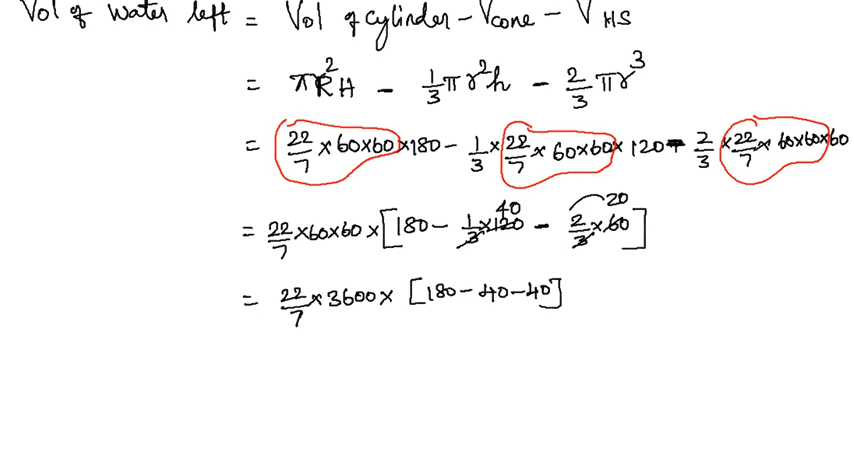 Vol of water left = Vol of cylinder - Vcone - V HS
= πR²H - 1/3 πr²h - 2/3 πr³
= 22/7 × 60×60 ×180 - 1/3 × 22/7 × 60×60 × 120 - 2/3 × 22/7 × 60×60×60
= 22/7 ×60×60 × [180 - 1/3 ×120 40 - 2/3 ×60 20]
= 22/7 × 3600 × [180-40-40]